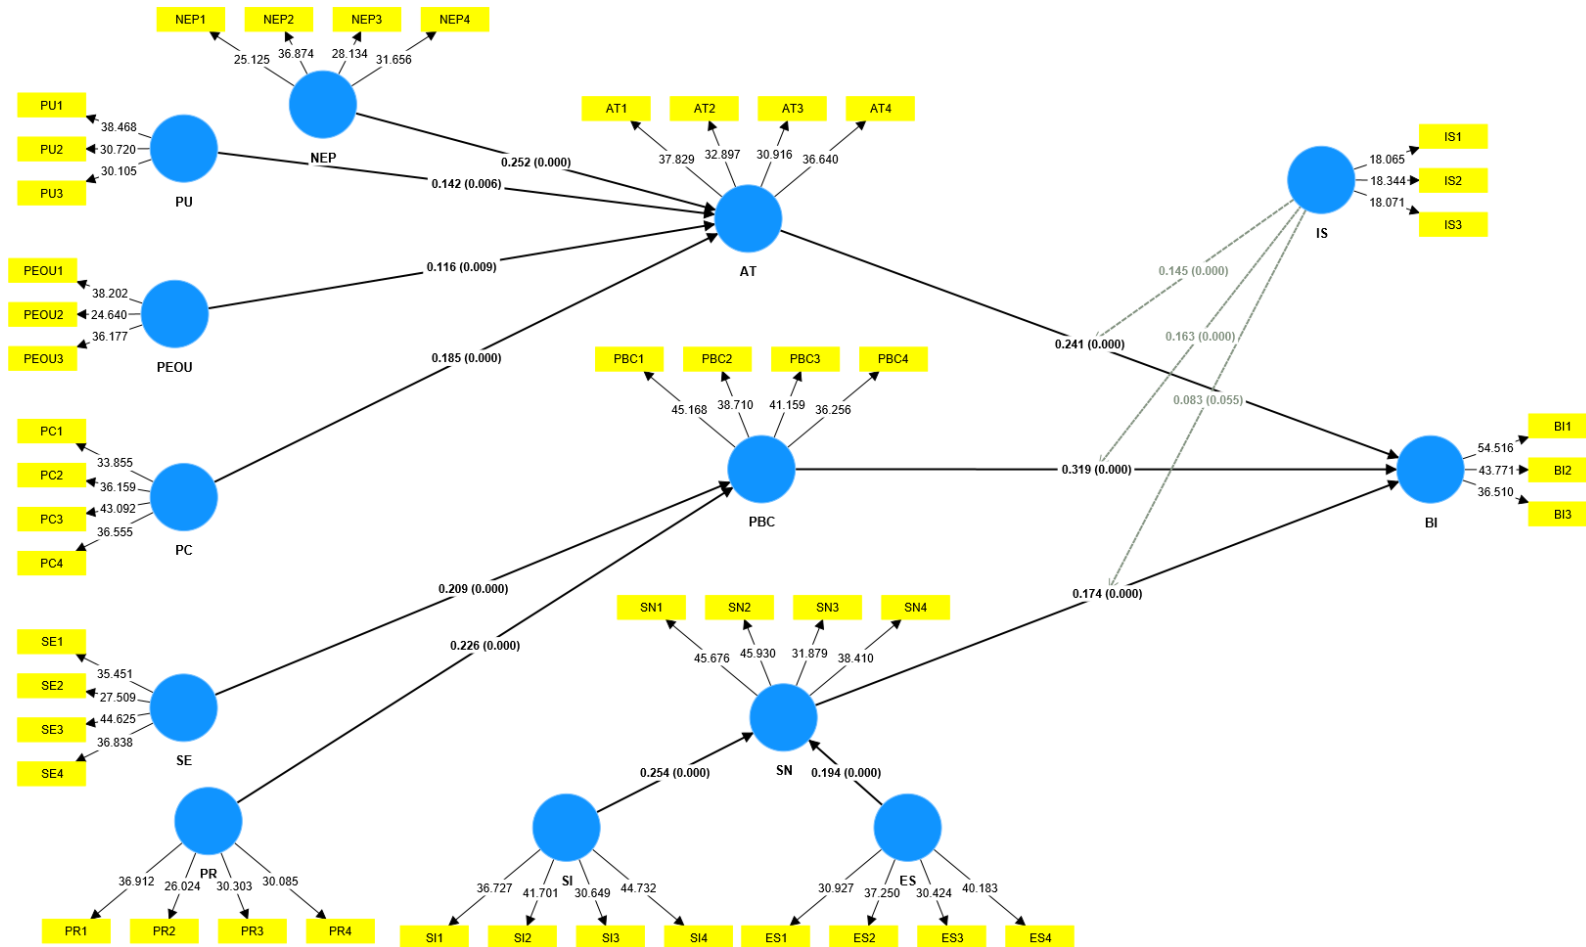 NEP1
NEP2
NEP3
NEP4
25.125
36.874
28.134
31.656
NEP
PU1
PU2
PU3
38.468
30.720
30.105
PU
0.252 (0.000)
0.142 (0.006)
AT1
AT2
AT3
AT4
37.829
32.897
30.916
36.640
AT
IS1
IS2
IS3
18.065
18.344
18.071
IS
PEOU1
PEOU2
PEOU3
38.202
24.640
36.177
PEOU
0.116 (0.009)
0.185 (0.000)
0.145 (0.000)
0.163 (0.000)
0.083 (0.055)
0.241 (0.000)
PBC1
PBC2
PBC3
PBC4
45.168
38.710
41.159
36.256
PBC
0.319 (0.000)
BI1
BI2
BI3
54.516
43.771
36.510
BI
PC1
PC2
PC3
PC4
33.855
36.159
43.092
36.555
PC
0.209 (0.000)
0.226 (0.000)
0.174 (0.000)
SN1
SN2
SN3
SN4
45.676
45.930
31.879
38.410
SN
SE1
SE2
SE3
SE4
35.451
27.509
44.625
36.838
SE
0.254 (0.000)
0.194 (0.000)
PR
36.912
26.024
30.303
30.085
PR1
PR2
PR3
PR4
SI
36.727
41.701
30.649
44.732
SI1
SI2
SI3
SI4
ES
30.927
37.250
30.424
40.183
ES1
ES2
ES3
ES4